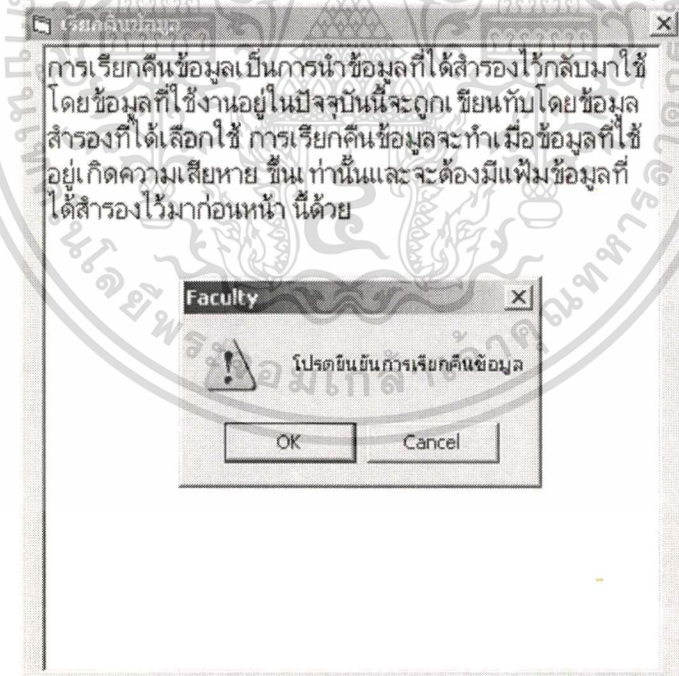 เรียกคืนข้อมูล
การเรียกคืนข้อมูลเป็นการนำข้อมูลที่ได้สำรองไว้กลับมาใช้
โดยข้อมูลที่ใช้งานอยู่ในปัจจุบันนี้จะถูกเขียนทับโดยข้อมูล
สำรองที่ได้เลือกใช้ การเรียกคืนข้อมูลจะทำเมื่อข้อมูลที่ใช้
อยู่เกิดความเสียหาย ขึ้นเท่านั้นและจะต้องมีแฟ้มข้อมูลที่
ได้สำรองไว้มาก่อนหน้า นี้ด้วย
Faculty
โปรดยืนยันการเรียกคืนข้อมูล
OK Cancel